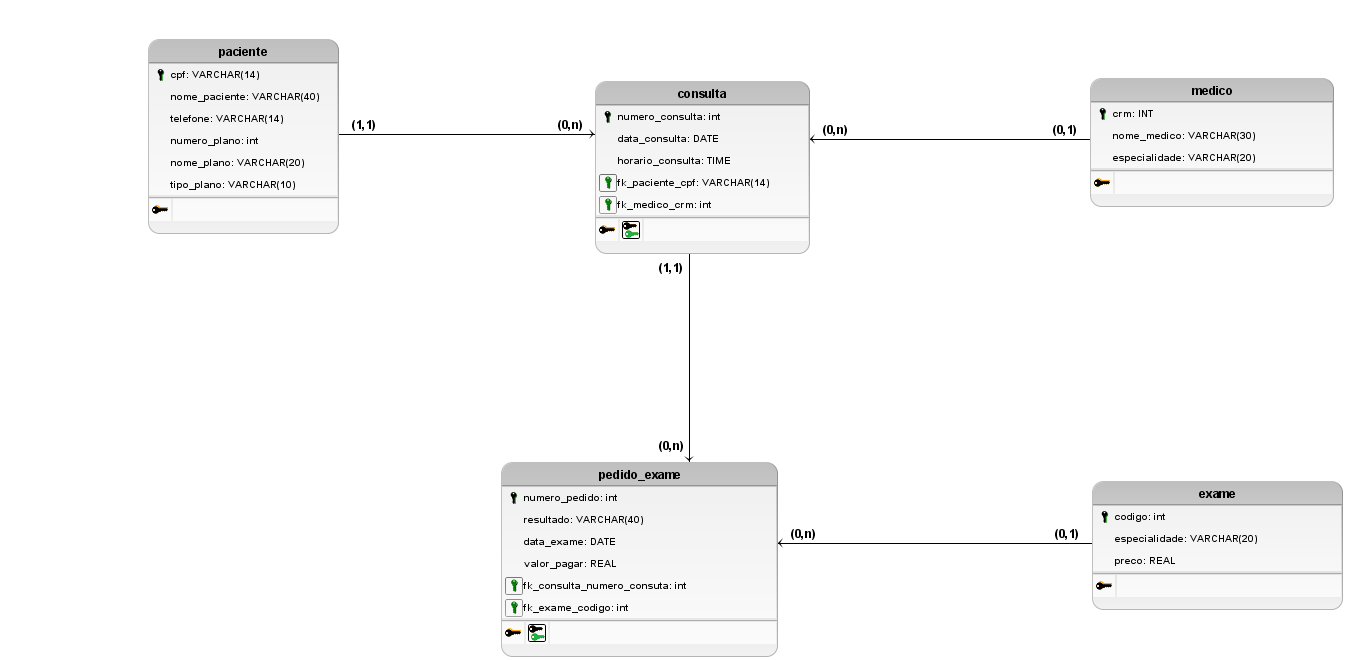 paciente
cpf: VARCHAR(14)
nome_paciente: VARCHAR(40)
telefone: VARCHAR(14)
numero_plano: int
nome_plano: VARCHAR(20)
tipo_plano: VARCHAR(10)
(1,1)
(0,n)
consulta
numero_consulta: int
data_consulta: DATE
horario_consulta: TIME
fk_paciente_cpf: VARCHAR(14)
fk_medico_crm: int
(0,n)
(0,1)
medico
crm: INT
nome_medico: VARCHAR(30)
especialidade: VARCHAR(20)
(1,1)
(0,n)
pedido_exame
numero_pedido: int
resultado: VARCHAR(40)
data_exame: DATE
valor_pagar: REAL
fk_consulta_numero_consuta: int
fk_exame_codigo: int
(0,n)
(0,1)
exame
codigo: int
especialidade: VARCHAR(20)
preco: REAL